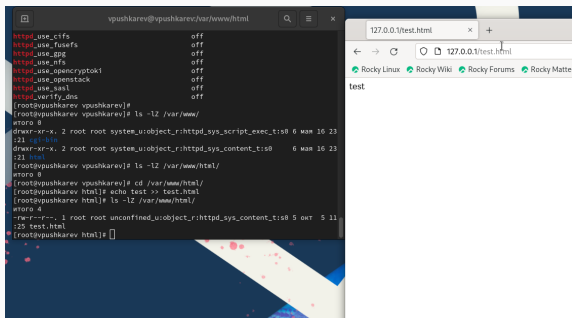 vpushkarev@vpushkarev:/var/www/html
httpd_use_cifs off
httpd_use_fusefs off
httpd_use_gpg off
httpd_use_nfs off
httpd_use_opencryptoki off
httpd_use_openstack off
httpd_use_sasl off
httpd_verify_dns off
[root@vpushkarev vpushkarev]#
[root@vpushkarev vpushkarev]# ls -lZ /var/www/
итого 0
drwxr-xr-x. 2 root root system_u:object_r:httpd_sys_script_exec_t:s0 6 мая 16 23
:21 cgi-bin
drwxr-xr-x. 2 root root system_u:object_r:httpd_sys_content_t:s0 6 мая 16 23
:21 html
[root@vpushkarev vpushkarev]# ls -lZ /var/www/html/
итого 0
[root@vpushkarev vpushkarev]# cd /var/www/html/
[root@vpushkarev html]# echo test >> test.html
[root@vpushkarev html]# ls -lZ /var/www/html/
итого 4
-rw-r--r--. 1 root root unconfined_u:object_r:httpd_sys_content_t:s0 5 окт 5 11
:25 test.html
[root@vpushkarev html]#
127.0.0.1/test.html
127.0.0.1/test.html
Rocky Linux Rocky Wiki Rocky Forums Rocky Matte
test